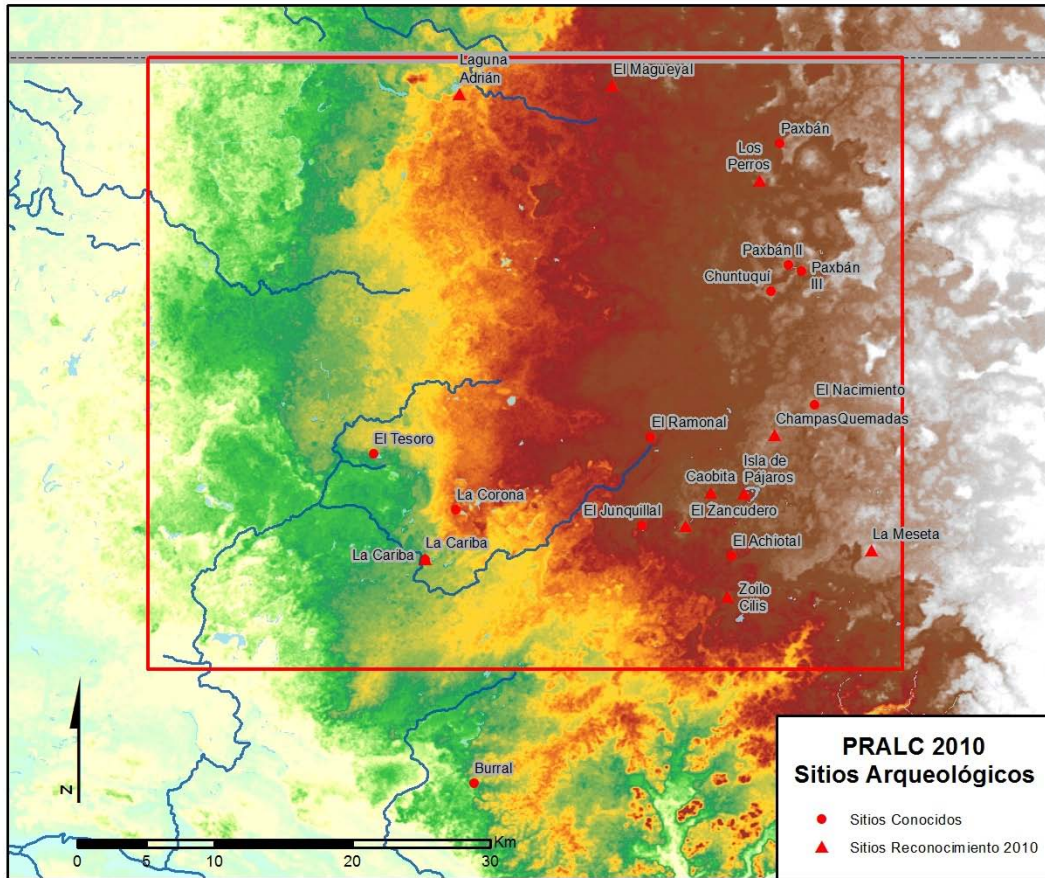 Laguna
Adrián
El Magueyal
Paxbán
Los
Perros
Paxbán II
Paxbán
III
Chuntuquí
El Nacimiento
ChampasQuemadas
El Ramonal
El Tesoro
Isla de
Pájaros
Caobita
La Corona
El Junquillal
El Zancudero
La Cariba
La Cariba
El Achiotal
La Meseta
Zoilo
Cilis
Burral
N
Km
0 5 10 20 30
PRALC 2010
Sitios Arqueológicos
Sitios Conocidos
Sitios Reconocimiento 2010